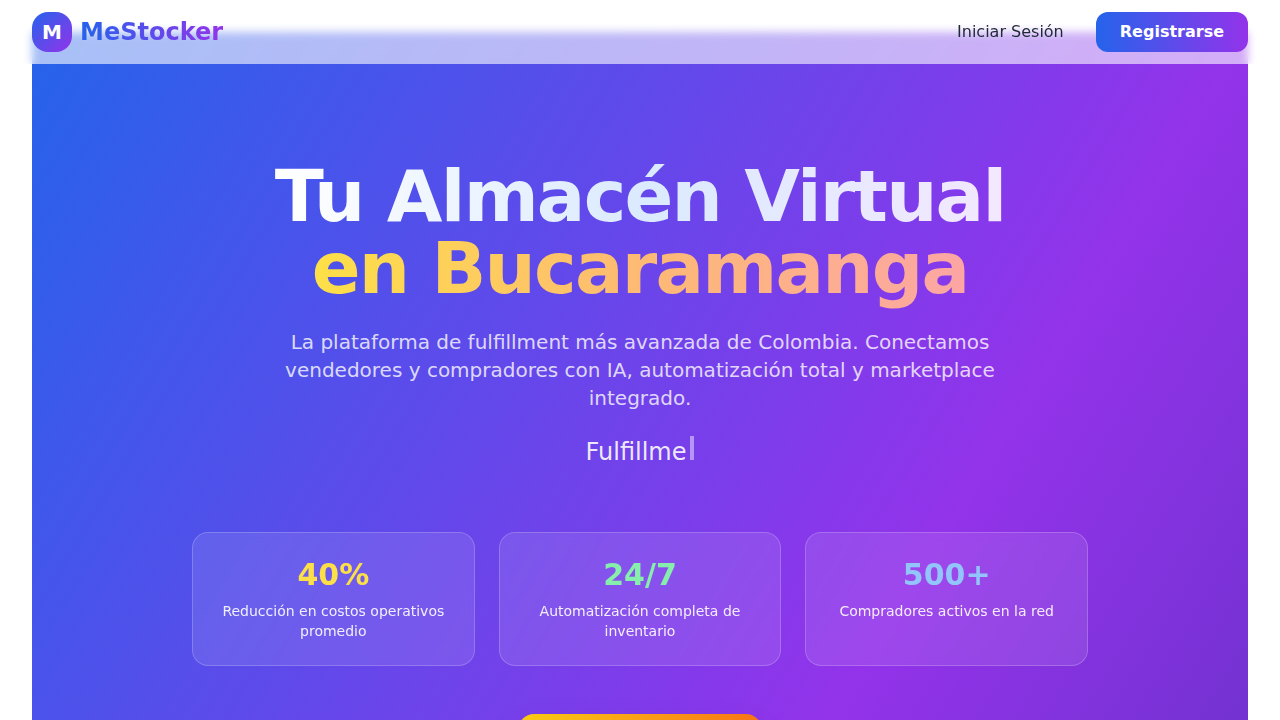 M
MeStocker
Iniciar Sesión
Registrarse
Tu Almacén Virtual
en Bucaramanga
La plataforma de fulfillment más avanzada de Colombia. Conectamos
vendedores y compradores con IA, automatización total y marketplace
integrado.
Fulfillme
40%
Reducción en costos operativos
promedio
24/7
Automatización completa de
inventario
500+
Compradores activos en la red